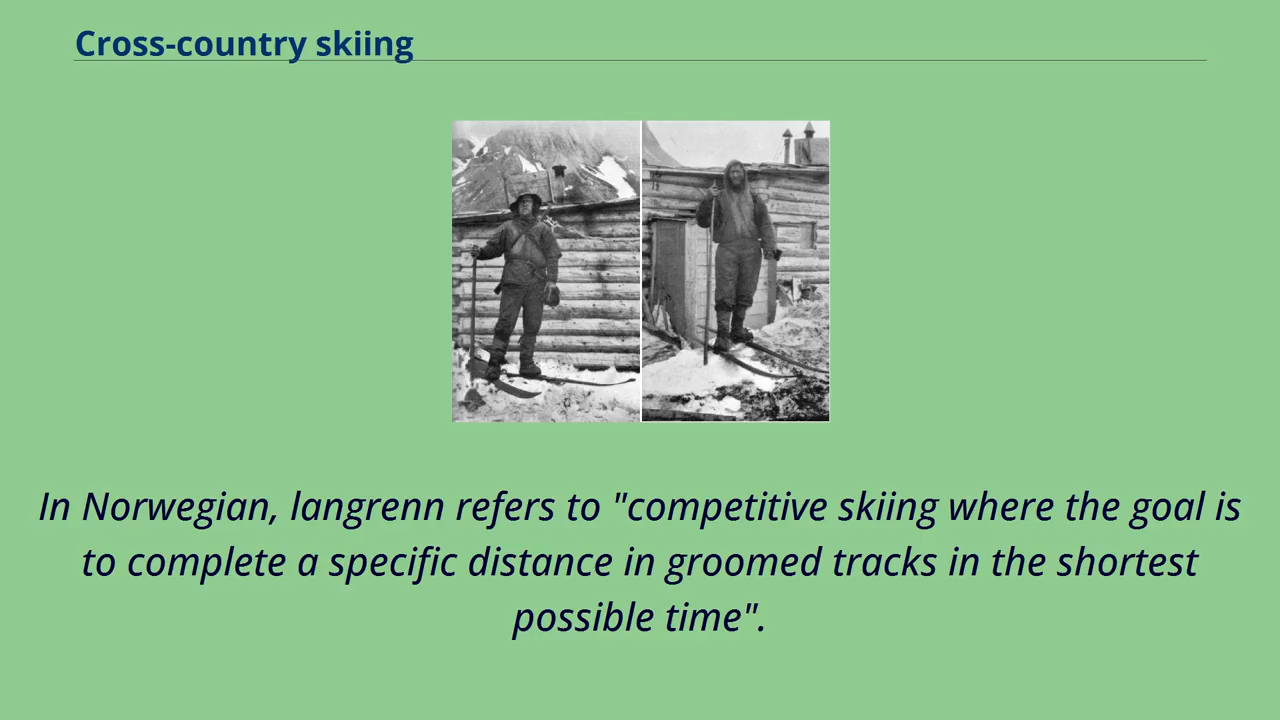 Cross-country skiing
In Norwegian, langrenn refers to "competitive skiing where the goal is
to complete a specific distance in groomed tracks in the shortest
possible time".